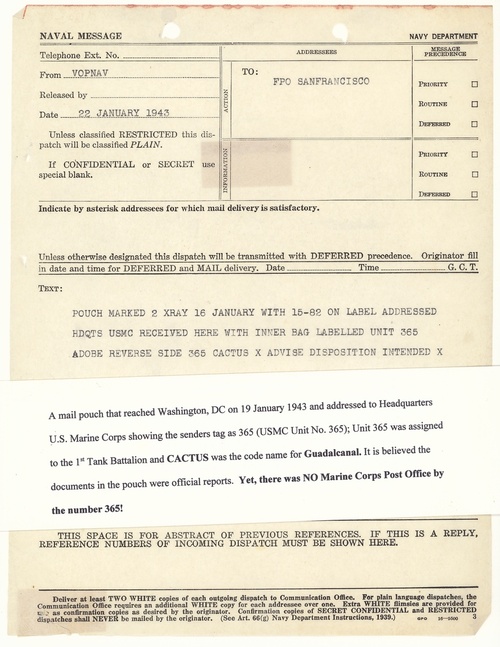 NAVAL MESSAGE
NAVY DEPARTMENT
Telephone Ext. No.
ADDRESSEES
MESSAGE PRECEDENCE
From VOPNAV
TO:
FPO SANFRANCISCO
PRIORITY
Released by
ROUTINE
Date 22 JANUARY 1943
ACTION
DEFERRED
Unless classified RESTRICTED this dis-
patch will be classified PLAIN.
PRIORITY
If CONFIDENTIAL or SECRET use
special blank.
INFORMATION
ROUTINE
DEFERRED
Indicate by asterisk addressees for which mail delivery is satisfactory.
Unless otherwise designated this dispatch will be transmitted with DEFERRED precedence. Originator fill
in date and time for DEFERRED and MAIL delivery. Date Time G. C. T.
TEXT:
POUCH MARKED 2 XRAY 16 JANUARY WITH 15-82 ON LABEL ADDRESSED
HDQTS USMC RECEIVED HERE WITH INNER BAG LABELLED UNIT 365
ADOBE REVERSE SIDE 365 CACTUS X ADVISE DISPOSITION INTENDED X
A mail pouch that reached Washington, DC on 19 January 1943 and addressed to Headquarters
U.S. Marine Corps showing the senders tag as 365 (USMC Unit No. 365); Unit 365 was assigned
to the 1st Tank Battalion and CACTUS was the code name for Guadalcanal. It is believed the
documents in the pouch were official reports. Yet, there was NO Marine Corps Post Office by
the number 365!
THIS SPACE IS FOR ABSTRACT OF PREVIOUS REFERENCES. IF THIS IS A REPLY,
REFERENCE NUMBERS OF INCOMING DISPATCH MUST BE SHOWN HERE.
Deliver at least TWO WHITE copies of each outgoing dispatch to Communication Office. For plain language dispatches, the
Communication Office requires an additional WHITE copy for each addressee over one. Extra WHITE flimsies are provided for
use as confirmation copies as desired by the originator. Confirmation copies of SECRET CONFIDENTIAL and RESTRICTED
dispatches shall NEVER be mailed by the originator. (See Art. 66(g) Navy Department Instructions, 1939.) GPO 3